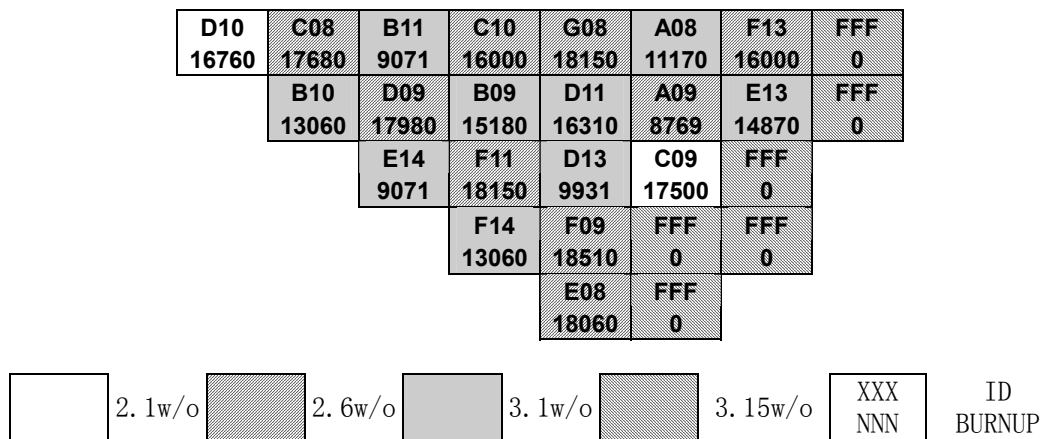 D10 C08 B11 C10 G08 A08 F13 FFF
16760 17680 9071 16000 18150 11170 16000 0
B10 D09 B09 D11 A09 E13 FFF
13060 17980 15180 16310 8769 14870 0
E14 F11 D13 C09 FFF
9071 18150 9931 17500 0
F14 F09 FFF FFF
13060 18510 0 0
E08 FFF
18060 0
2.1w/o 2.6w/o 3.1w/o 3.15w/o XXX ID
NNN BURNUP